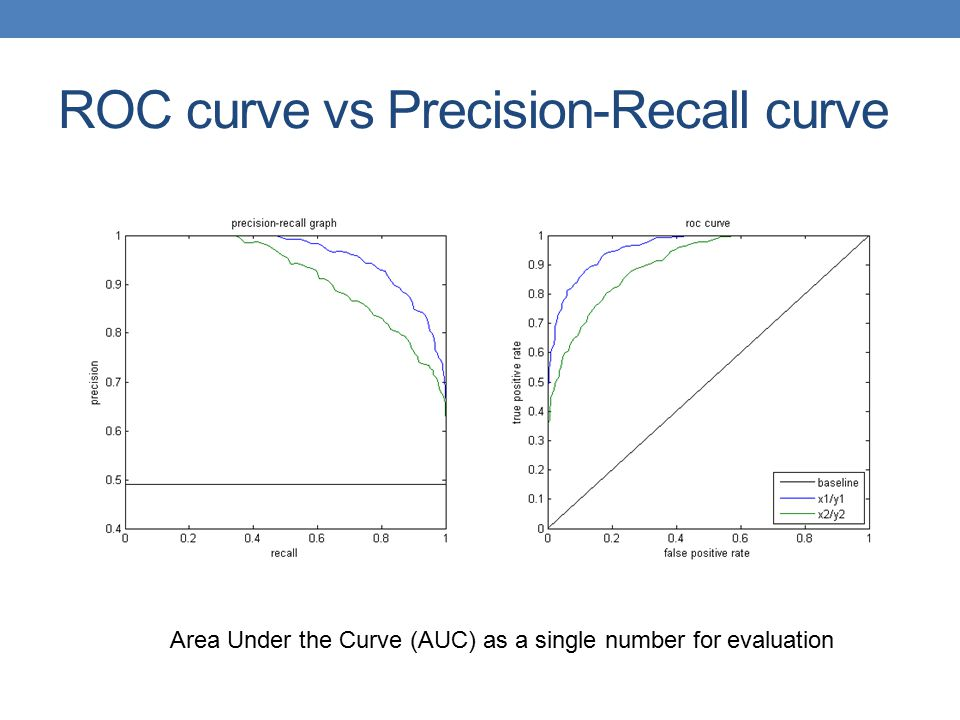 ROC curve vs Precision-Recall curve
precision-recall graph
1
0.9
0.8
0.7
0.6
0.5
0.4
precision
0 0.2 0.4 0.6 0.8 1
recall
roc curve
1
0.9
0.8
0.7
0.6
0.5
0.4
0.3
0.2
0.1
0
true positive rate
baseline
x1/y1
x2/y2
0 0.2 0.4 0.6 0.8 1
false positive rate
Area Under the Curve (AUC) as a single number for evaluation